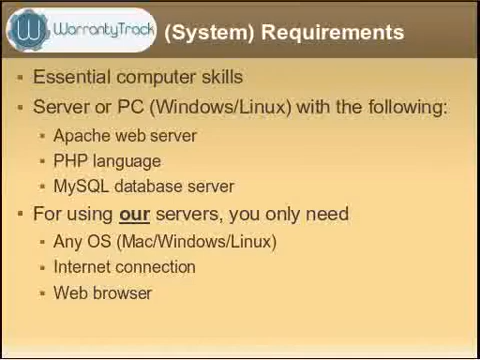 WarrantyTrack (System) Requirements
Essential computer skills
Server or PC (Windows/Linux) with the following:
Apache web server
PHP language
MySQL database server
For using our servers, you only need
Any OS (Mac/Windows/Linux)
Internet connection
Web browser